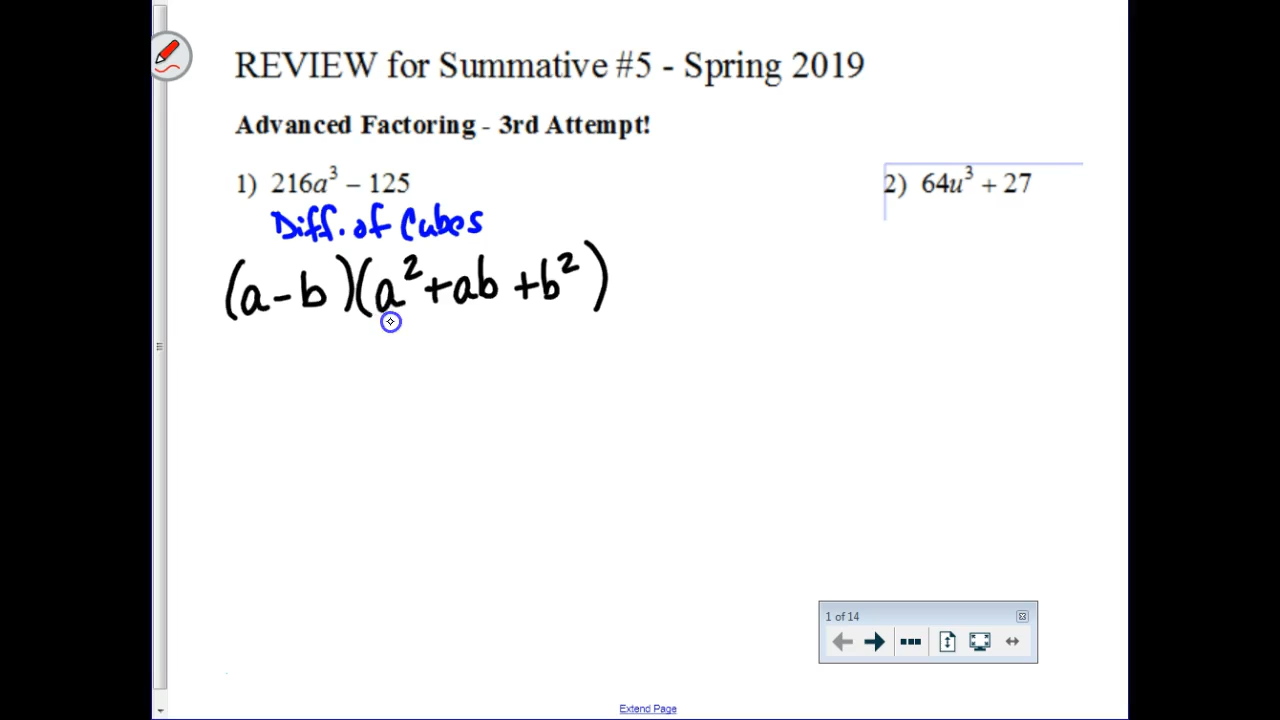 REVIEW for Summative #5 - Spring 2019
Advanced Factoring - 3rd Attempt!
1) 216a³ – 125
2) 64u³ + 27
Diff. of Cubes
(a-b)(a²+ab+b²)
1 of 14
Extend Page